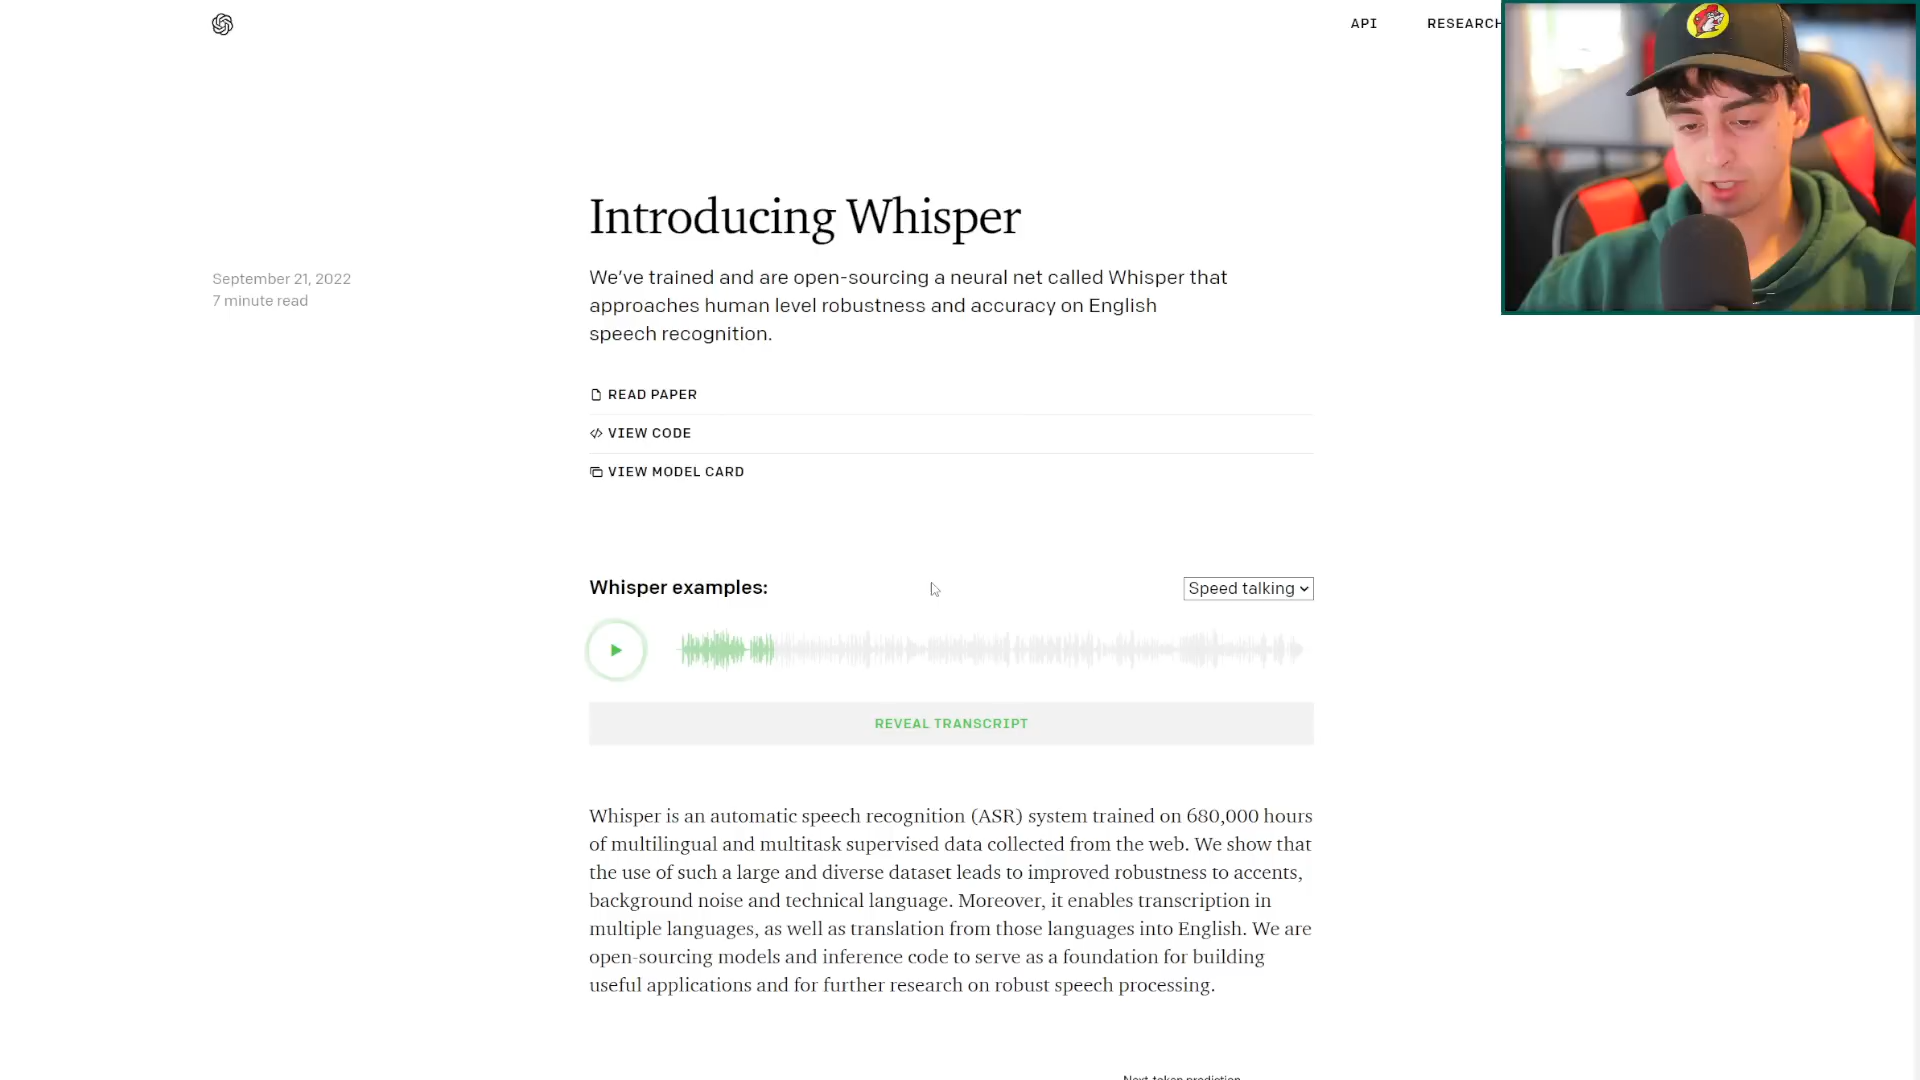 API
RESEARCH
Introducing Whisper
September 21, 2022
7 minute read
We've trained and are open-sourcing a neural net called Whisper that
approaches human level robustness and accuracy on English
speech recognition.
READ PAPER
VIEW CODE
VIEW MODEL CARD
Whisper examples:
Speed talking
REVEAL TRANSCRIPT
Whisper is an automatic speech recognition (ASR) system trained on 680,000 hours
of multilingual and multitask supervised data collected from the web. We show that
the use of such a large and diverse dataset leads to improved robustness to accents,
background noise and technical language. Moreover, it enables transcription in
multiple languages, as well as translation from those languages into English. We are
open-sourcing models and inference code to serve as a foundation for building
useful applications and for further research on robust speech processing.
Next-token prediction